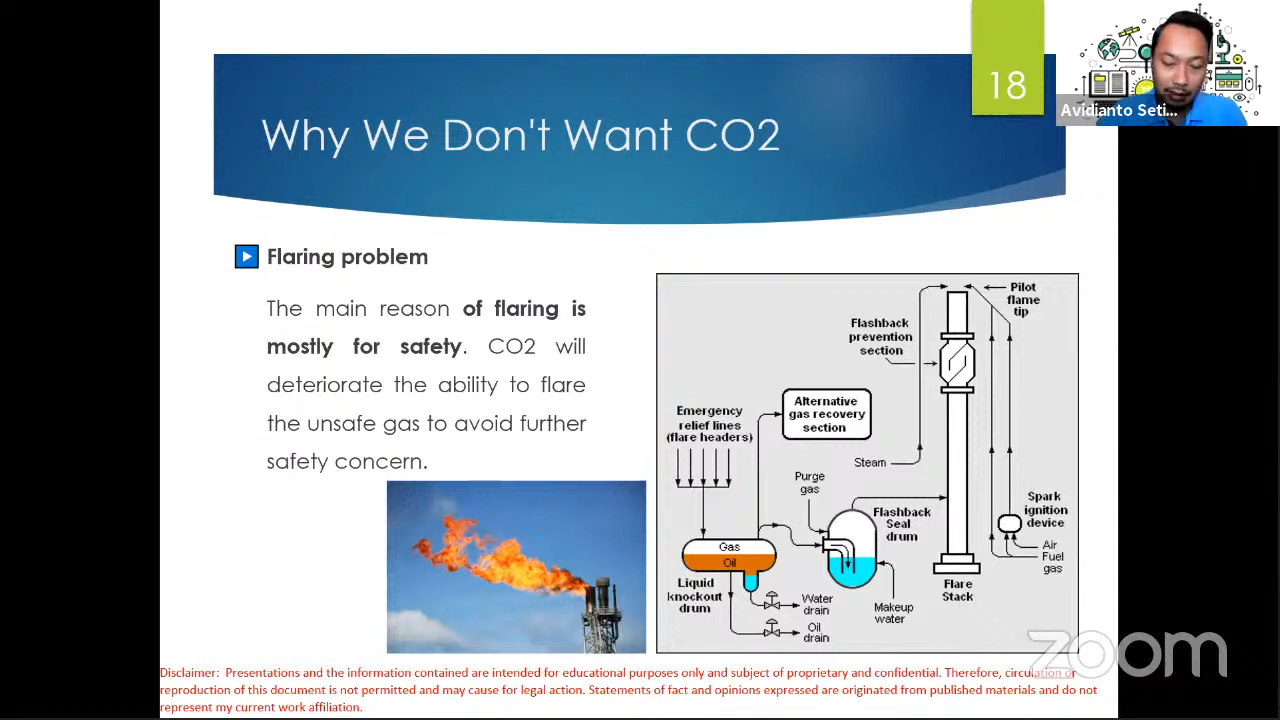 18
Avidianto Seti...
Why We Don't Want CO2
Flaring problem
The main reason of flaring is
mostly for safety. CO2 will
deteriorate the ability to flare
the unsafe gas to avoid further
safety concern.
Pilot
flame
tip
Flashback
prevention
section
Alternative
gas recovery
section
Emergency
relief lines
(flare headers)
Steam
Purge
gas
Flashback
Seal
drum
Spark
ignition
device
Air
Fuel
gas
Gas
Oil
Liquid
knockout
drum
Water
drain
Oil
drain
Makeup
water
Flare
Stack
zoom
Disclaimer: Presentations and the information contained are intended for educational purposes only and subject of proprietary and confidential. Therefore, circulation or
reproduction of this document is not permitted and may cause for legal action. Statements of fact and opinions expressed are originated from published materials and do not
represent my current work affiliation.